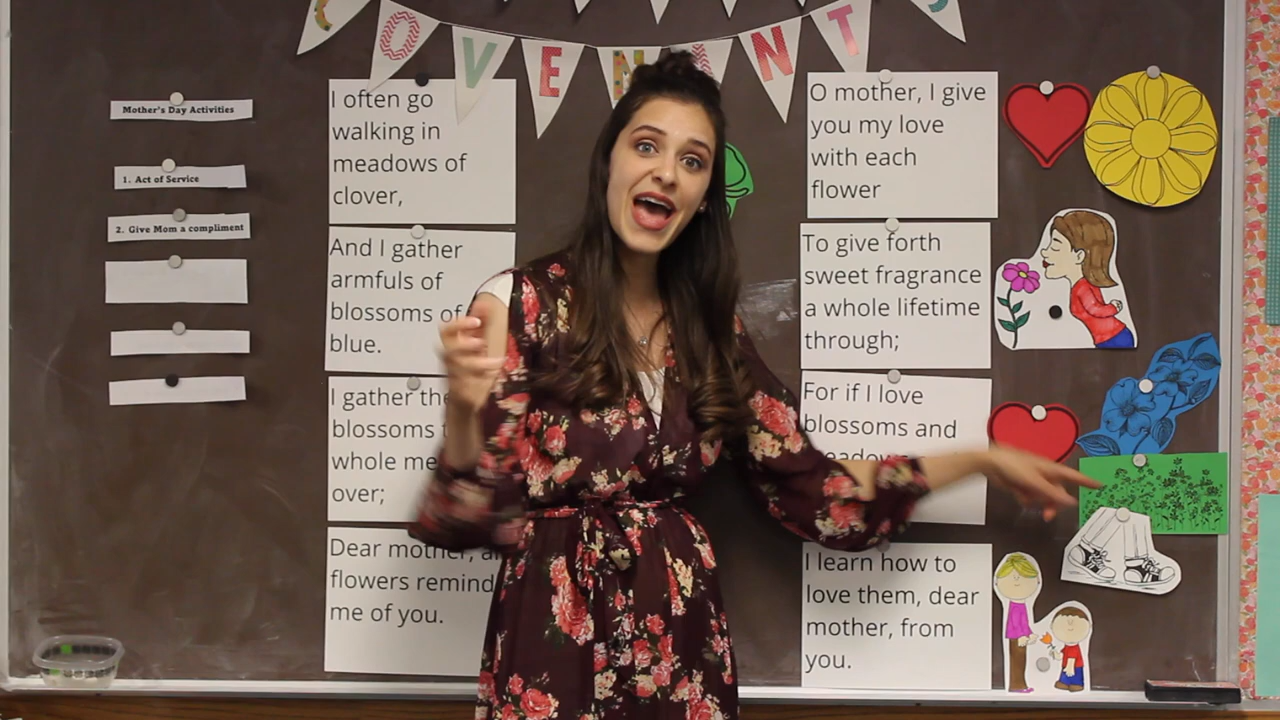 COVENANTS
Mother's Day Activities
1. Act of Service
2. Give Mom a compliment
I often go
walking in
meadows of
clover,
And I gather
armfuls of
blossoms of
blue.
I gather the
blossoms
whole me
over;
Dear mother,
flowers remind
me of you.
O mother, I give
you my love
with each
flower
To give forth
sweet fragrance
a whole lifetime
through;
For if I love
blossoms and
meadows
I learn how to
love them, dear
mother, from
you.